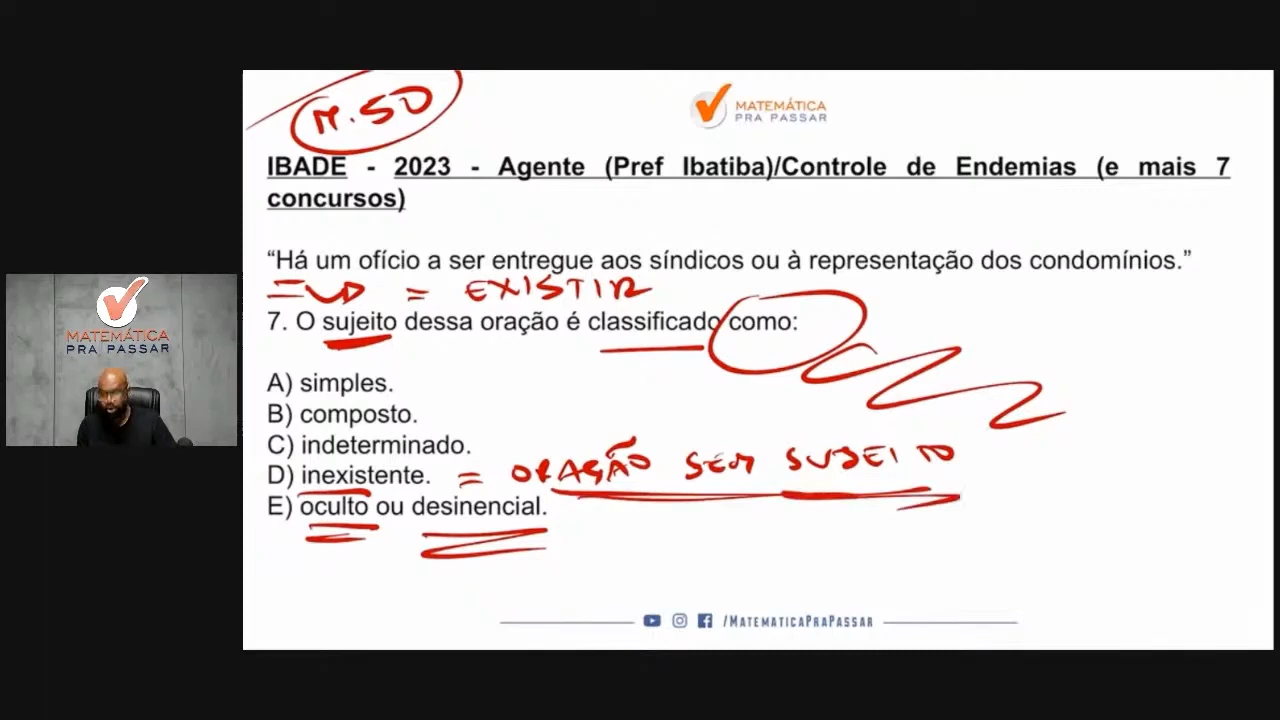 M. 50
MATEMÁTICA
PRA PASSAR
IBADE - 2023 - Agente (Pref Ibatiba)/Controle de Endemias (e mais 7
concursos)
“Há um ofício a ser entregue aos síndicos ou à representação dos condomínios.”
= EXISTIR
7. O sujeito dessa oração é classificado como:
A) simples.
B) composto.
C) indeterminado.
D) inexistente. = ORAÇÃO SEM SUJEITO
E) oculto ou desinencial.
/MATEMATICAPRAPASSAR
MATEMÁTICA
PRA PASSAR